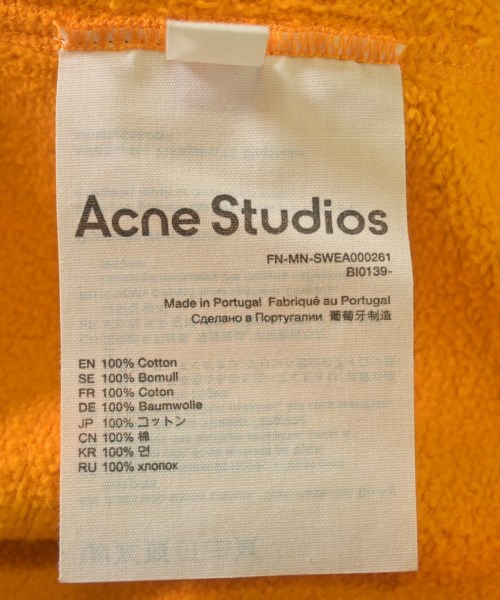 Acne Studios
FN-MN-SWEA000261
BI0139-
Made in Portugal Fabriqué au Portugal
Сделано в Португалии 葡萄牙制造
EN 100% Cotton
SE 100% Bomull
FR 100% Coton
DE 100% Baumwolle
JP 100% コットン
CN 100% 棉
KR 100% 면
RU 100% хлопок